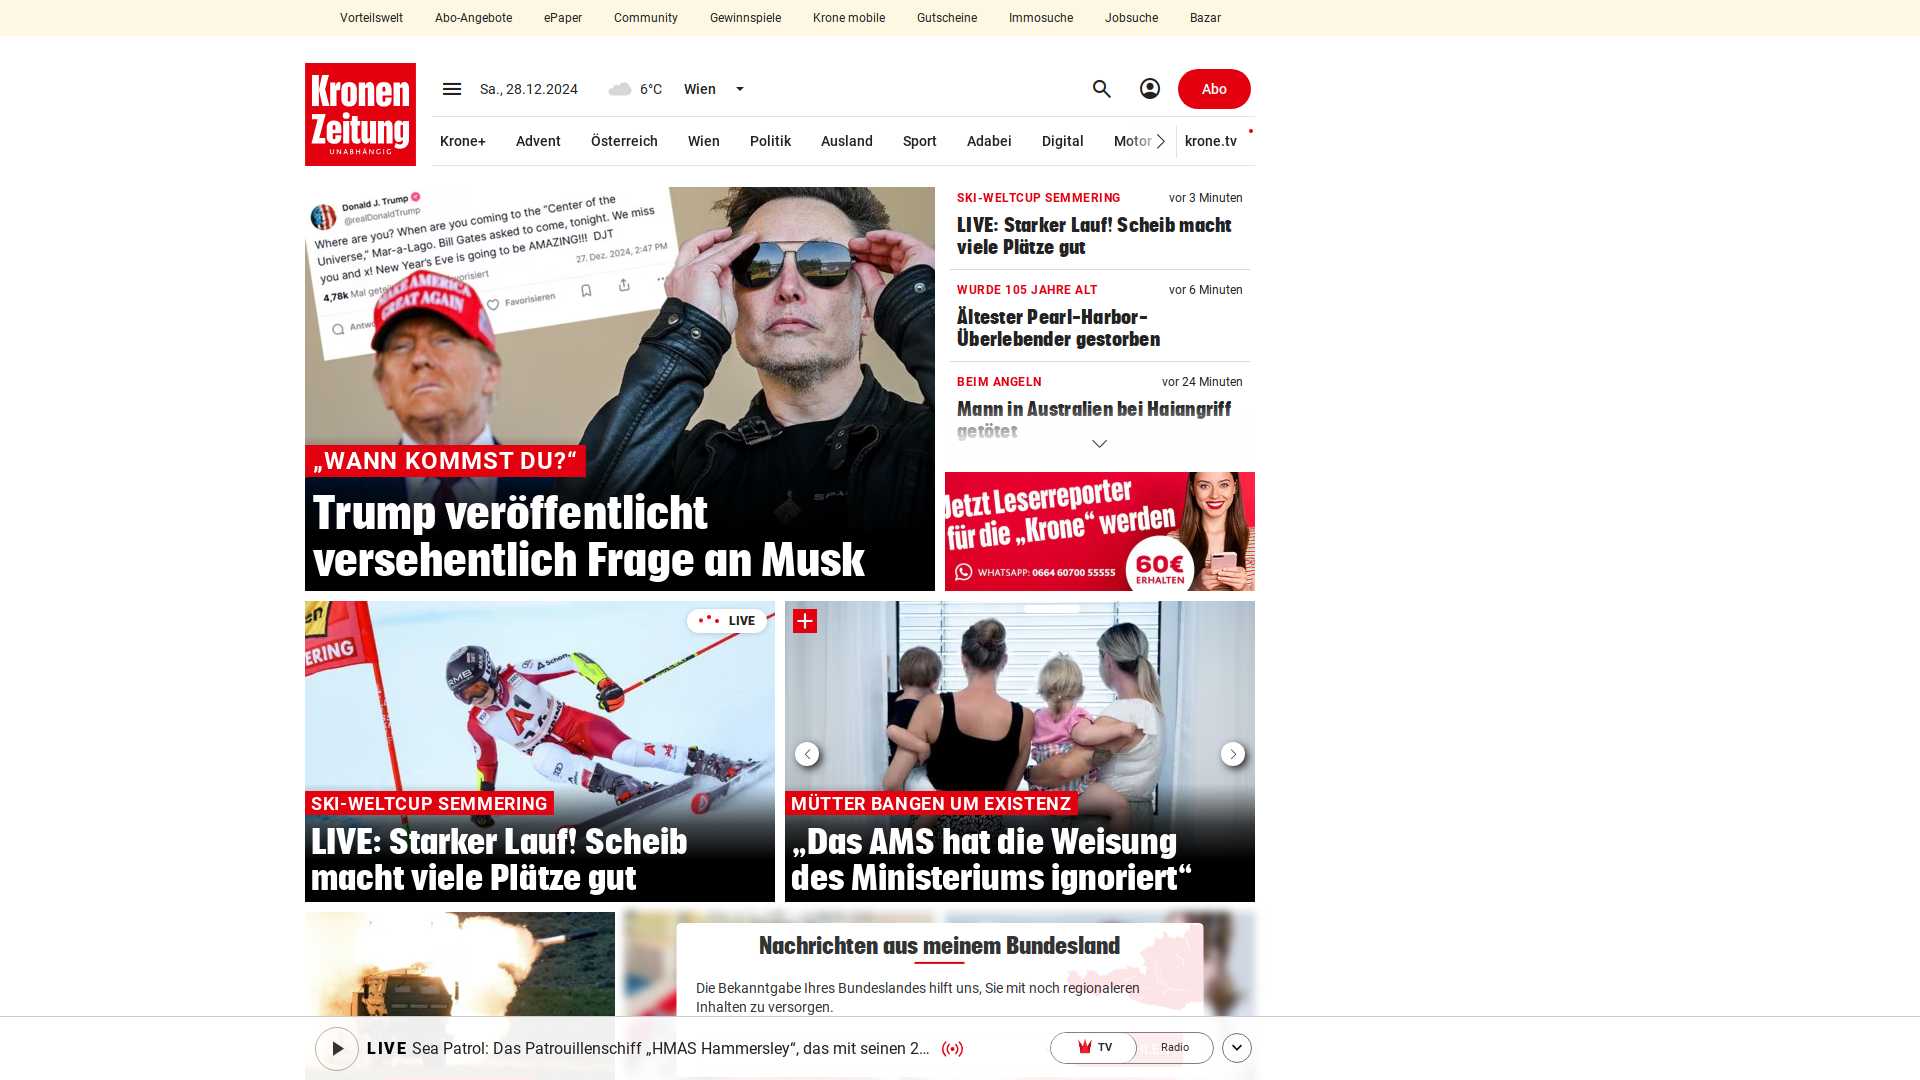 Vorteilswelt
Abo-Angebote
ePaper
Community
Gewinnspiele
Krone mobile
Gutscheine
Immosuche
Jobsuche
Bazar
Kronen
Zeitung
UNABHÄNGIG
Sa., 28.12.2024
6°C
Wien
Abo
Krone+
Advent
Österreich
Wien
Politik
Ausland
Sport
Adabei
Digital
Motor
krone.tv
Donald J. Trump
@realDonaldTrump
Where are you? When are you coming to the "Center of the
Universe," Mar-a-Lago. Bill Gates asked to come, tonight. We miss
you and x! New Year's Eve is going to be AMAZING!!! DJT
27. Dez. 2024, 2:47 PM
4,78k Mal
Favorisieren
MAKE AMERICA
GREAT AGAIN
„WANN KOMMST DU?“
Trump veröffentlicht
versehentlich Frage an Musk
SKI-WELTCUP SEMMERING
vor 3 Minuten
LIVE: Starker Lauf! Scheib macht
viele Plätze gut
WURDE 105 JAHRE ALT
vor 6 Minuten
Ältester Pearl-Harbor-
Überlebender gestorben
BEIM ANGELN
vor 24 Minuten
Mann in Australien bei Haiangriff
getötet
Jetzt Leserreporter
für die „Krone“ werden
WHATSAPP: 0664 60700 55555
60€
ERHALTEN
LIVE
SKI-WELTCUP SEMMERING
LIVE: Starker Lauf! Scheib
macht viele Plätze gut
MÜTTER BANGEN UM EXISTENZ
„Das AMS hat die Weisung
des Ministeriums ignoriert“
Nachrichten aus meinem Bundesland
Die Bekanntgabe Ihres Bundeslandes hilft uns, Sie mit noch regionaleren
Inhalten zu versorgen.
LIVE Sea Patrol: Das Patrouillenschiff „HMAS Hammersley“, das mit seinen 2...
TV
Radio